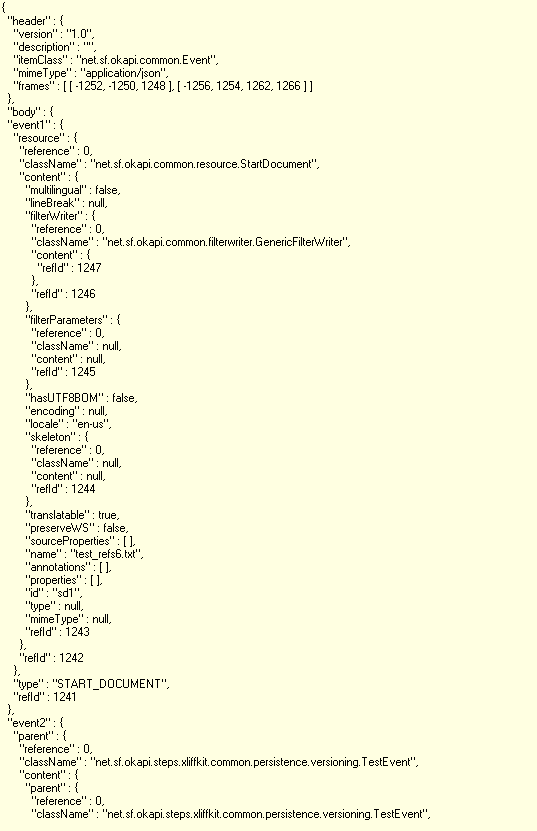 {
"header" : {
"version" : "1.0",
"description" : "",
"itemClass" : "net.sf.okapi.common.Event",
"mimeType" : "application/json",
"frames" : [ [ -1252, -1250, 1248 ], [ -1256, 1254, 1262, 1266 ] ]
},
"body" : {
"event1" : {
"resource" : {
"reference" : 0,
"className" : "net.sf.okapi.common.resource.StartDocument",
"content" : {
"multilingual" : false,
"lineBreak" : null,
"filterWriter" : {
"reference" : 0,
"className" : "net.sf.okapi.common.filterwriter.GenericFilterWriter",
"content" : {
"refId" : 1247
},
"refId" : 1246
},
"filterParameters" : {
"reference" : 0,
"className" : null,
"content" : null,
"refId" : 1245
},
"hasUTF8BOM" : false,
"encoding" : null,
"locale" : "en-us",
"skeleton" : {
"reference" : 0,
"className" : null,
"content" : null,
"refId" : 1244
},
"translatable" : true,
"preserveWS" : false,
"sourceProperties" : [ ],
"name" : "test_refs6.txt",
"annotations" : [ ],
"properties" : [ ],
"id" : "sd1",
"type" : null,
"mimeType" : null,
"refId" : 1243
},
"refId" : 1242
},
"type" : "START_DOCUMENT",
"refId" : 1241
},
"event2" : {
"parent" : {
"reference" : 0,
"className" : "net.sf.okapi.steps.xliffkit.common.persistence.versioning.TestEvent",
"content" : {
"parent" : {
"reference" : 0,
"className" : "net.sf.okapi.steps.xliffkit.common.persistence.versioning.TestEvent",